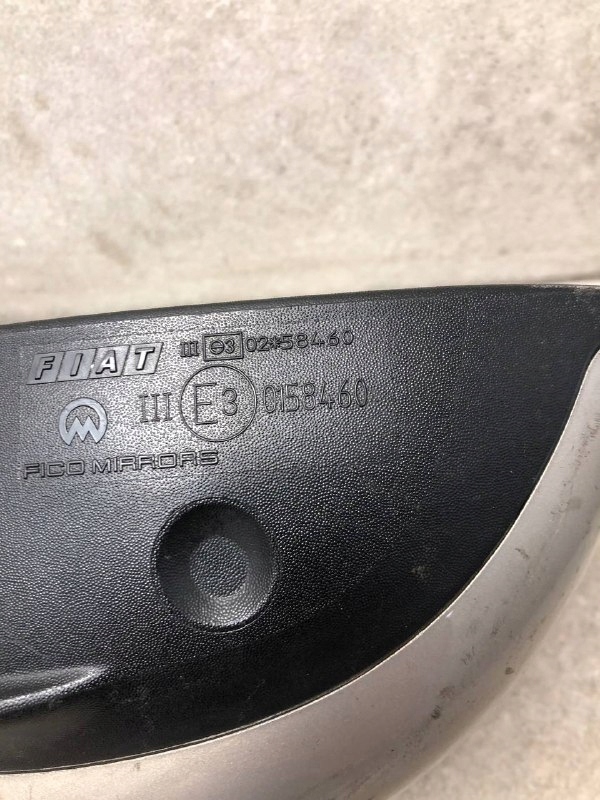 FIAT III e3 02*58460
III E3 0158460
FICO MIRRORS